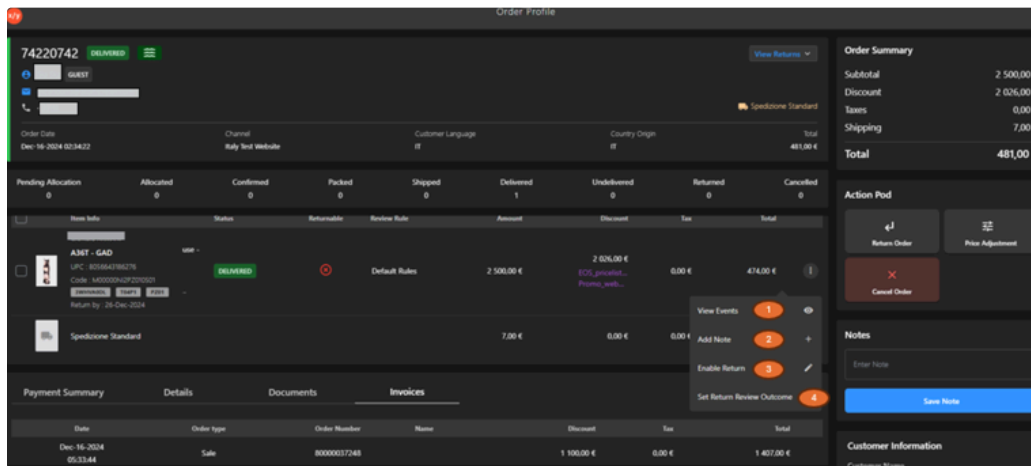 x/y
Order Profile
74220742 DELIVERED
GUEST
View Returns
Spedizione Standard
Order Date Channel Customer Language Country Origin Total
Dec-16-2024 02:34:22 Italy Test Website IT IT 481,00 €
Pending Allocation Allocated Confirmed Packed Shipped Delivered Undelivered Returned Cancelled
0 0 0 0 0 1 0 0 0
Item Info Status Returnable Review Rule Amount Discount Tax Total
A36T - GAD
use -
UPC : 8058643186276
DELIVERED Default Rules 2 500,00 € 2 026,00 € 0,00 € 474,00 €
EOS_pricelist...
Promo_web...
Return by : 26-Dec-2024
Spedizione Standard 7,00 € 0,00 € 0,00 €
View Events 1
Add Note 2
Enable Return 3
Set Return Review Outcome 4
Payment Summary Details Documents Invoices
Date Order type Order Number Name Discount Tax Total
Dec-16-2024
05:33:44
Sale 80000037248 1 100,00 € 0,00 € 1 407,00 €
Order Summary
Subtotal 2 500,00
Discount 2 026,00
Taxes 0,00
Shipping 7,00
Total 481,00
Action Pod
Return Order Price Adjustment
Cancel Order
Notes
Enter Note
Save Note
Customer Information
Customer Name